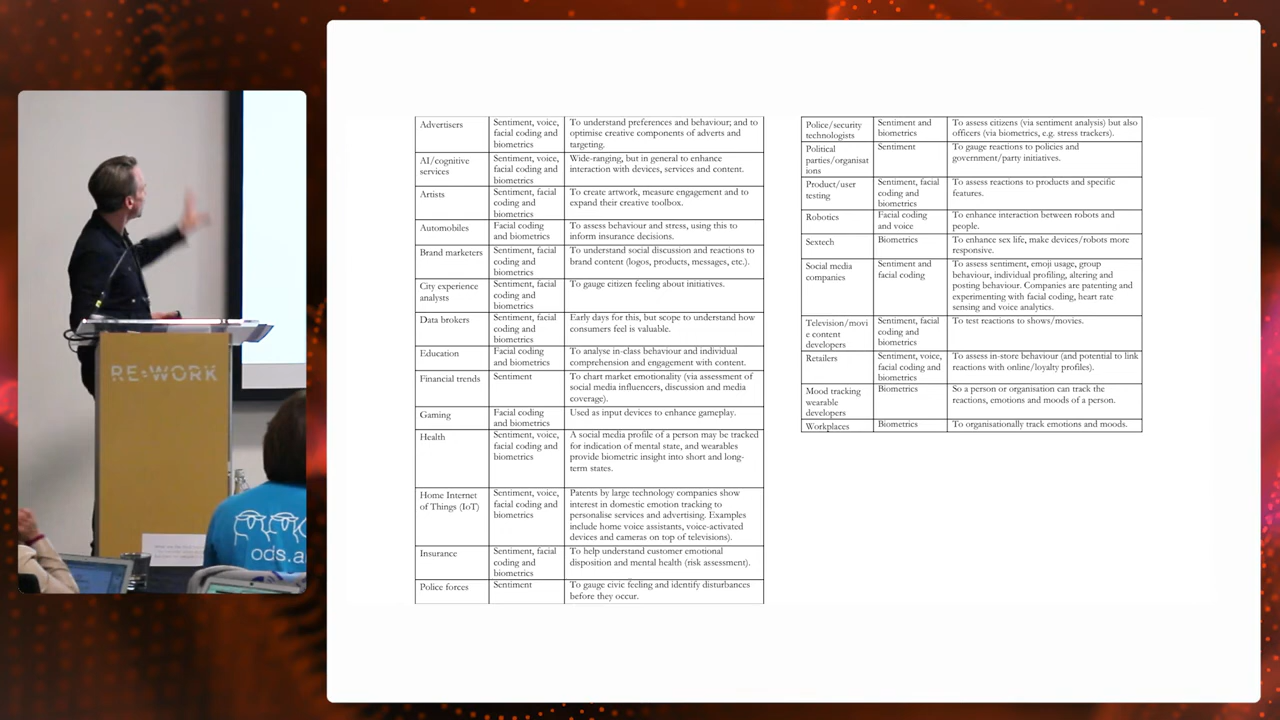 RE•WORK
ods.a
Advertisers
Sentiment, voice,
facial coding and
biometrics
To understand preferences and behaviour; and to
optimise creative components of adverts and
targeting.
AI/cognitive
services
Sentiment, voice,
facial coding and
biometrics
Wide-ranging, but in general to enhance
interaction with devices, services and content.
Artists
Sentiment, facial
coding and
biometrics
To create artwork, measure engagement and to
expand their creative toolbox.
Automobiles
Facial coding
and biometrics
To assess behaviour and stress, using this to
inform insurance decisions.
Brand marketers
Sentiment, facial
coding and
biometrics
To understand social discussion and reactions to
brand content (logos, products, messages, etc.).
City experience
analysts
Sentiment, facial
coding and
biometrics
To gauge citizen feeling about initiatives.
Data brokers
Sentiment, facial
coding and
biometrics
Early days for this, but scope to understand how
consumers feel is valuable.
Education
Facial coding
and biometrics
To analyse in-class behaviour and individual
comprehension and engagement with content.
Financial trends
Sentiment
To chart market emotionality (via assessment of
social media influencers, discussion and media
coverage).
Gaming
Facial coding
and biometrics
Used as input devices to enhance gameplay.
Health
Sentiment, voice,
facial coding and
biometrics
A social media profile of a person may be tracked
for indication of mental state, and wearables
provide biometric insight into short and long-
term states.
Home Internet
of Things (IoT)
Sentiment, voice,
facial coding and
biometrics
Patents by large technology companies show
interest in domestic emotion tracking to
personalise services and advertising. Examples
include home voice assistants, voice-activated
devices and cameras on top of televisions).
Insurance
Sentiment, facial
coding and
biometrics
To help understand customer emotional
disposition and mental health (risk assessment).
Police forces
Sentiment
To gauge civic feeling and identify disturbances
before they occur.
Police/security
technologists
Sentiment and
biometrics
To assess citizens (via sentiment analysis) but also
officers (via biometrics, e.g. stress trackers).
Political
parties/organisat
ions
Sentiment
To gauge reactions to policies and
government/party initiatives.
Product/user
testing
Sentiment, facial
coding and
biometrics
To assess reactions to products and specific
features.
Robotics
Facial coding
and voice
To enhance interaction between robots and
people.
Sextech
Biometrics
To enhance sex life, make devices/robots more
responsive.
Social media
companies
Sentiment and
facial coding
To assess sentiment, emoji usage, group
behaviour, individual profiling, altering and
posting behaviour. Companies are patenting and
experimenting with facial coding, heart rate
sensing and voice analytics.
Television/movi
e content
developers
Sentiment, facial
coding and
biometrics
To test reactions to shows/movies.
Retailers
Sentiment, voice,
facial coding and
biometrics
To assess in-store behaviour (and potential to link
reactions with online/loyalty profiles).
Mood tracking
wearable
developers
Biometrics
So a person or organisation can track the
reactions, emotions and moods of a person.
Workplaces
Biometrics
To organisationally track emotions and moods.